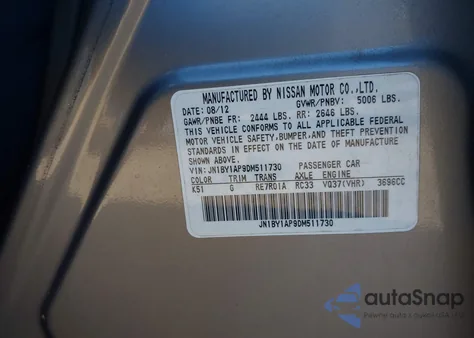 MANUFACTURED BY NISSAN MOTOR CO.,LTD.
DATE: 08/12 GVWR/PNBV: 5006 LBS.
GAWR/PNBE FR: 2444 LBS. RR: 2646 LBS.
THIS VEHICLE CONFORMS TO ALL APPLICABLE FEDERAL
MOTOR VEHICLE SAFETY,BUMPER,AND THEFT PREVENTION
STANDARDS IN EFFECT ON THE DATE OF MANUFACTURE
SHOWN ABOVE.
VIN: JN1BY1AP9DM511730 PASSENGER CAR
COLOR TRIM TRANS AXLE ENGINE
K51 G RE7R01A RC33 VQ37(VHR) 3696CC
JN1BY1AP9DM511730
autoSnap